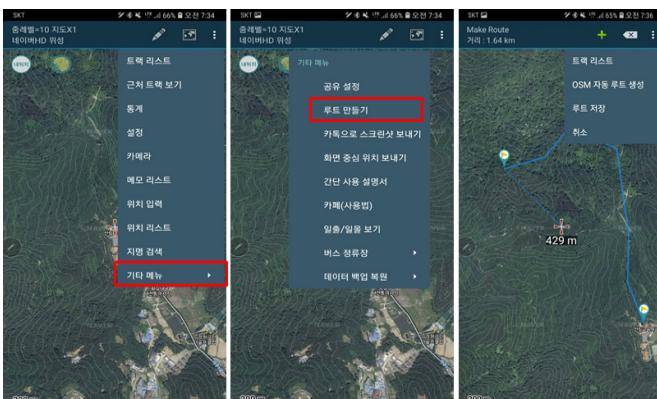 SKT
66% 오전 7:34
줌레벨=10 지도X1
네이버HD 위성
내위치
트랙 리스트
근처 트랙 보기
통계
설정
카메라
메모 리스트
위치 입력
위치 리스트
지명 검색
기타 메뉴
SKT
66% 오전 7:34
줌레벨=10 지도X1
네이버HD 위성
내위치
기타 메뉴
공유 설정
루트 만들기
카톡으로 스크린샷 보내기
화면 중심 위치 보내기
간단 사용 설명서
카페(사용법)
일출/일몰 보기
버스 정류장
데이터 백업 복원
SKT
65% 오전 7:36
Make Route
거리 : 1.64 km
트랙 리스트
OSM 자동 루트 생성
루트 저장
취소
429 m